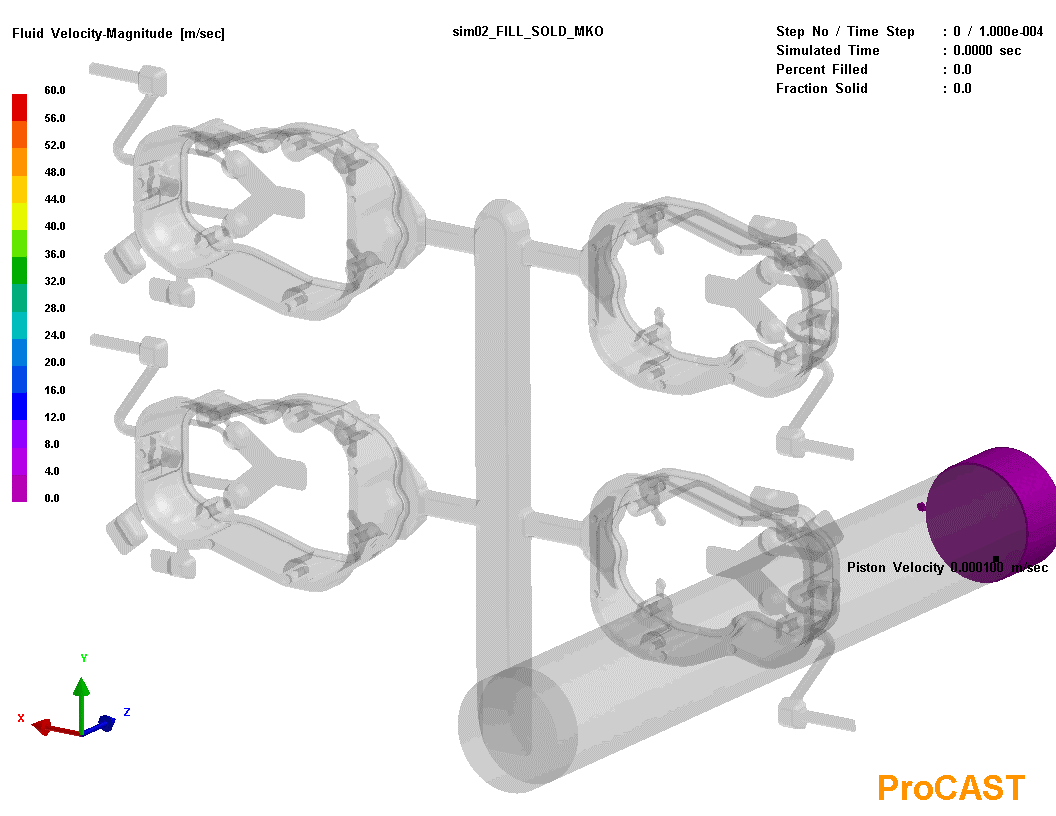 Fluid Velocity-Magnitude [m/sec]
sim02_FILL_SOLD_MKO
Step No / Time Step : 0 / 1.000e-004
Simulated Time : 0.0000 sec
Percent Filled : 0.0
Fraction Solid : 0.0
60.0
56.0
52.0
48.0
44.0
40.0
36.0
32.0
28.0
24.0
20.0
16.0
12.0
8.0
4.0
0.0
Piston Velocity 0.000100 m/sec
Y
X
Z
ProCAST